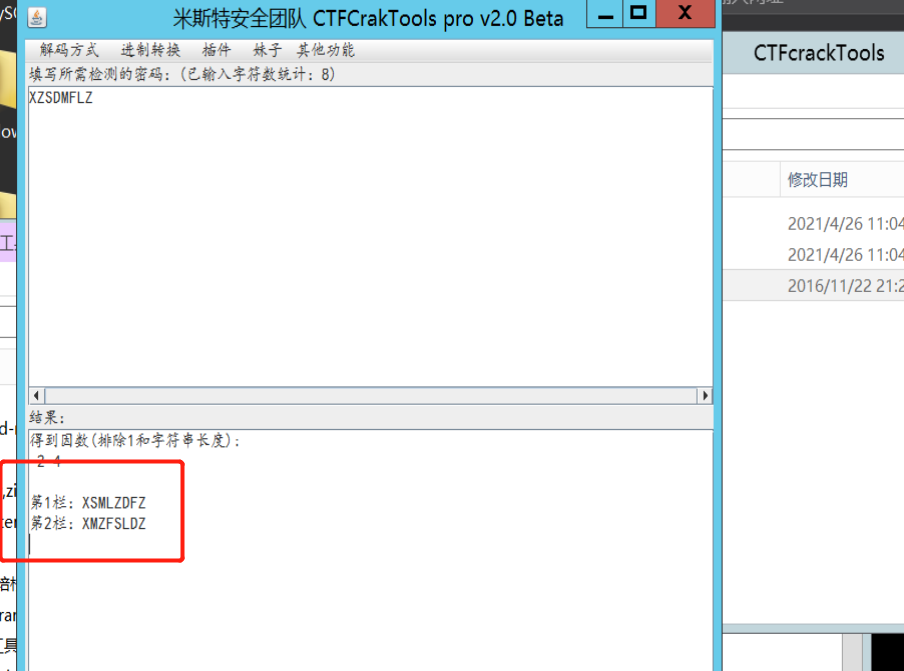 米斯特安全团队 CTFCrakTools pro v2.0 Beta
CTFcrackTools
解码方式 进制转换 插件 妹子 其他功能
填写所需检测的密码：(已输入字符数统计：8)
XZSDMFLZ
修改日期
2021/4/26 11:04
2021/4/26 11:04
2016/11/22 21:2
结果：
得到因数(排除1和字符串长度)：
2 4
第1栏：XSMLZDFZ
第2栏：XMZFSLDZ